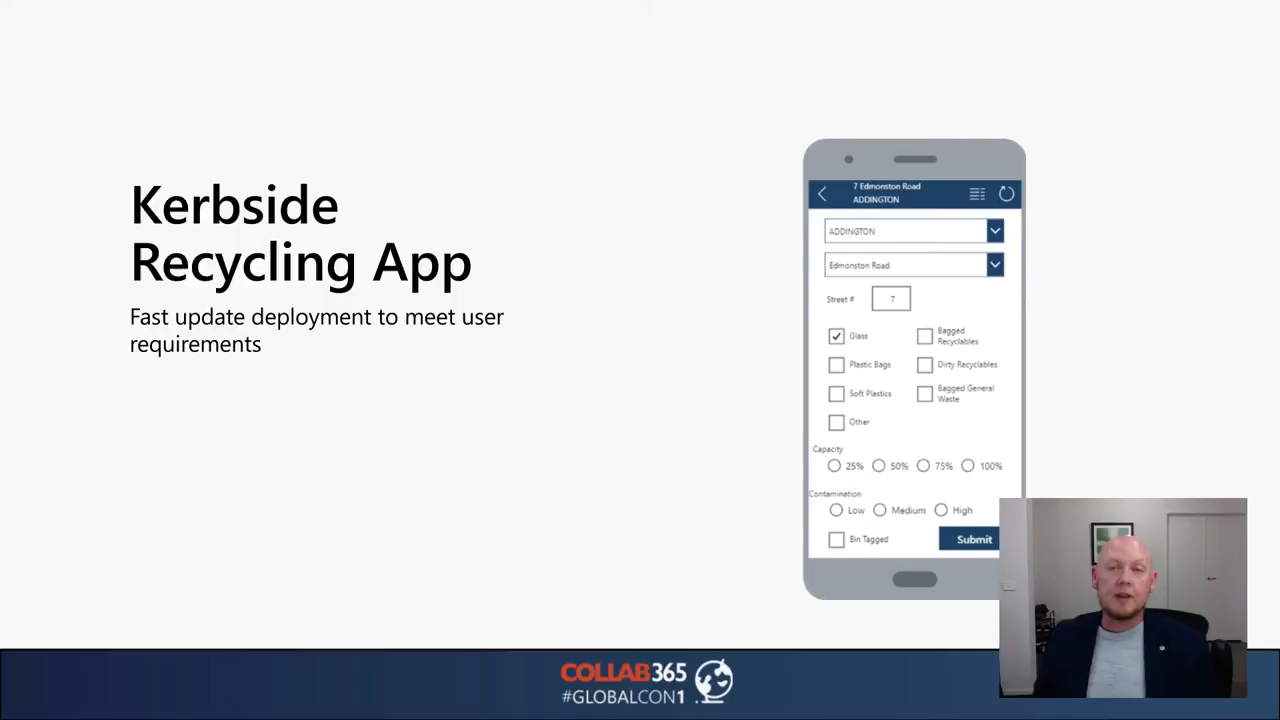 Kerbside
Recycling App
Fast update deployment to meet user
requirements
7 Edmonston Road
ADDINGTON
ADDINGTON
Edmonston Road
Street #
7
Glass
Bagged
Recyclables
Plastic Bags
Dirty Recyclables
Soft Plastics
Bagged General
Waste
Other
Capacity
25% 50% 75% 100%
Contamination
Low Medium High
Bin Tagged
Submit
COLLAB365
#GLOBALCON1